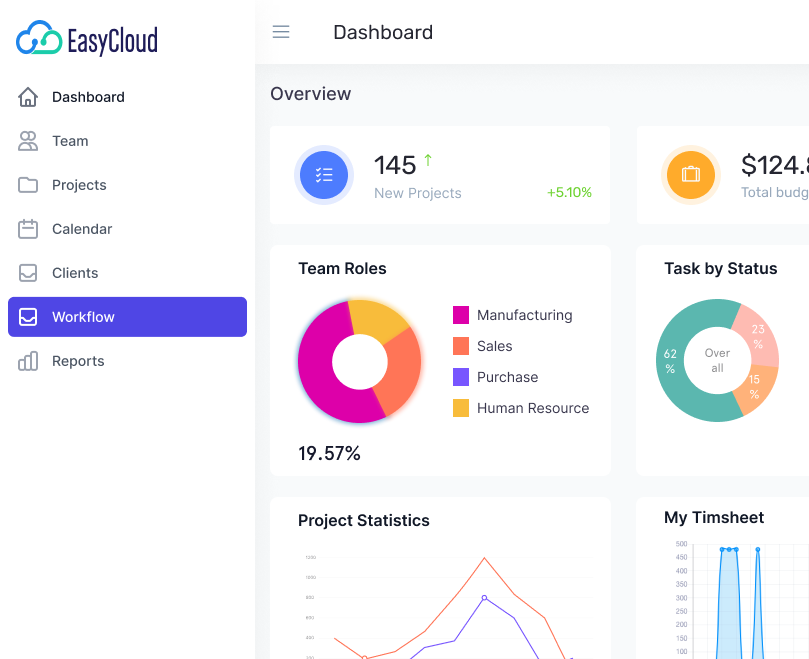 EasyCloud
Dashboard
Dashboard
Team
Projects
Calendar
Clients
Workflow
Reports
Overview
145 ↑
New Projects
+5.10%
$124.
Total budg
Team Roles
Manufacturing
Sales
Purchase
Human Resource
19.57%
Task by Status
62
%
Over
all
23
%
15
%
Project Statistics
1200
1000
800
600
400
200
My Timsheet
500
450
400
350
300
250
200
150
100